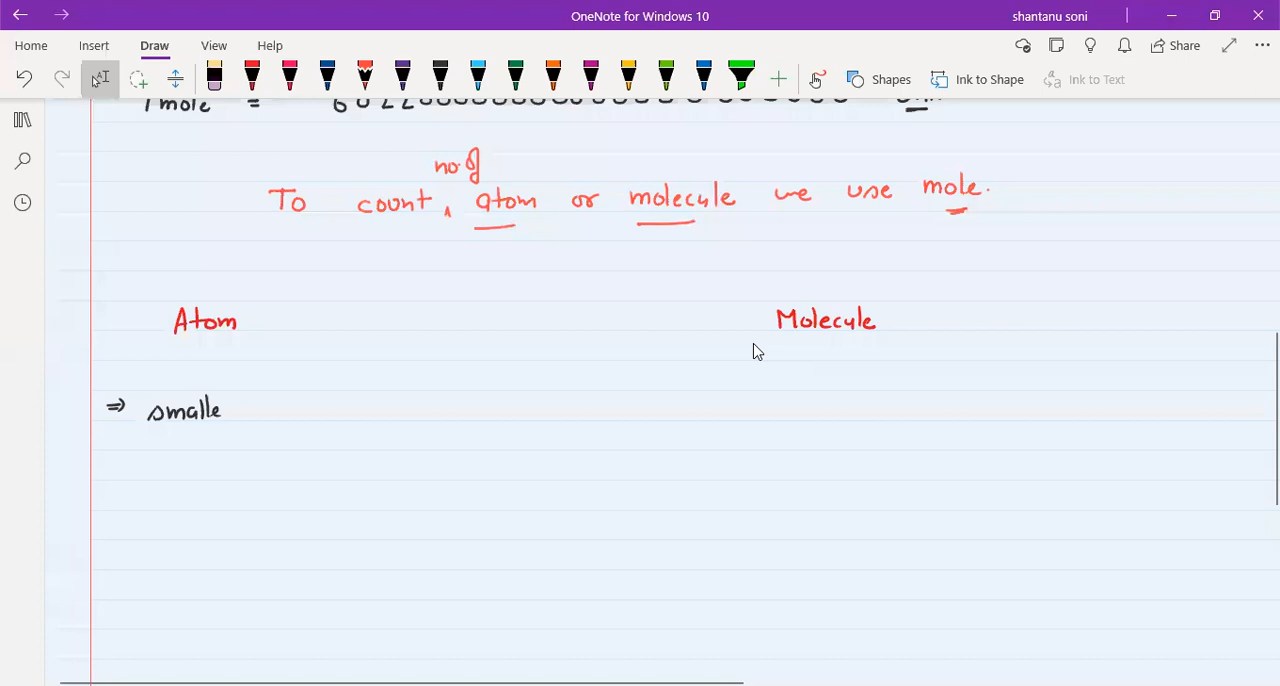 OneNote for Windows 10
shantanu soni
Home Insert Draw View Help
Share
Shapes Ink to Shape Ink to Text
1 mole =
no. of
To count ∧ atom or molecule we use mole.
Atom Molecule
⇒ smalle